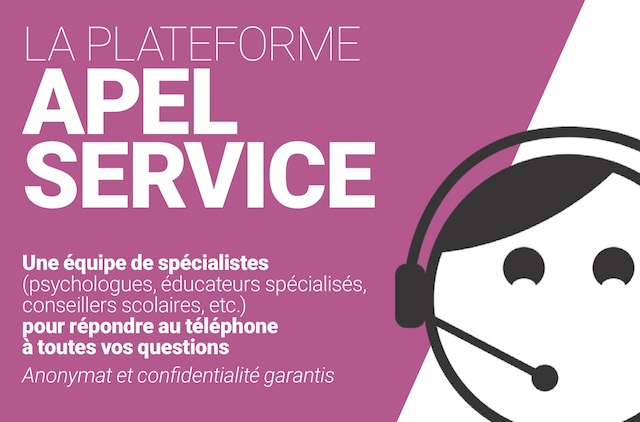 LA PLATEFORME
APEL
SERVICE
Une équipe de spécialistes
(psychologues, éducateurs spécialisés,
conseillers scolaires, etc.)
pour répondre au téléphone
à toutes vos questions
Anonymat et confidentialité garantis